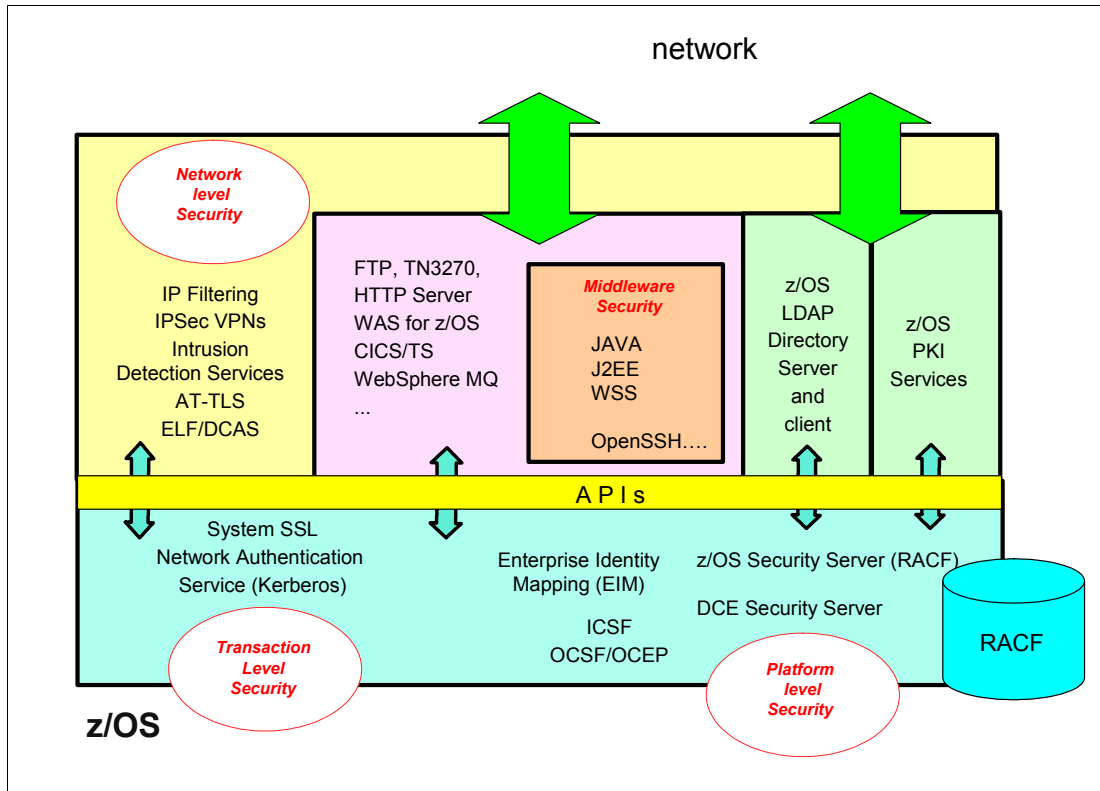 network
Network
level
Security
IP Filtering
IPSec VPNs
Intrusion
Detection Services
AT-TLS
ELF/DCAS
FTP, TN3270,
HTTP Server
WAS for z/OS
CICS/TS
WebSphere MQ
...
Middleware
Security
JAVA
J2EE
WSS
OpenSSH....
z/OS
LDAP
Directory
Server
and
client
z/OS
PKI
Services
A P I s
System SSL
Network Authentication
Service (Kerberos)
Enterprise Identity
Mapping (EIM)
ICSF
OCSF/OCEP
z/OS Security Server (RACF)
DCE Security Server
RACF
Transaction
Level
Security
Platform
level
Security
z/OS